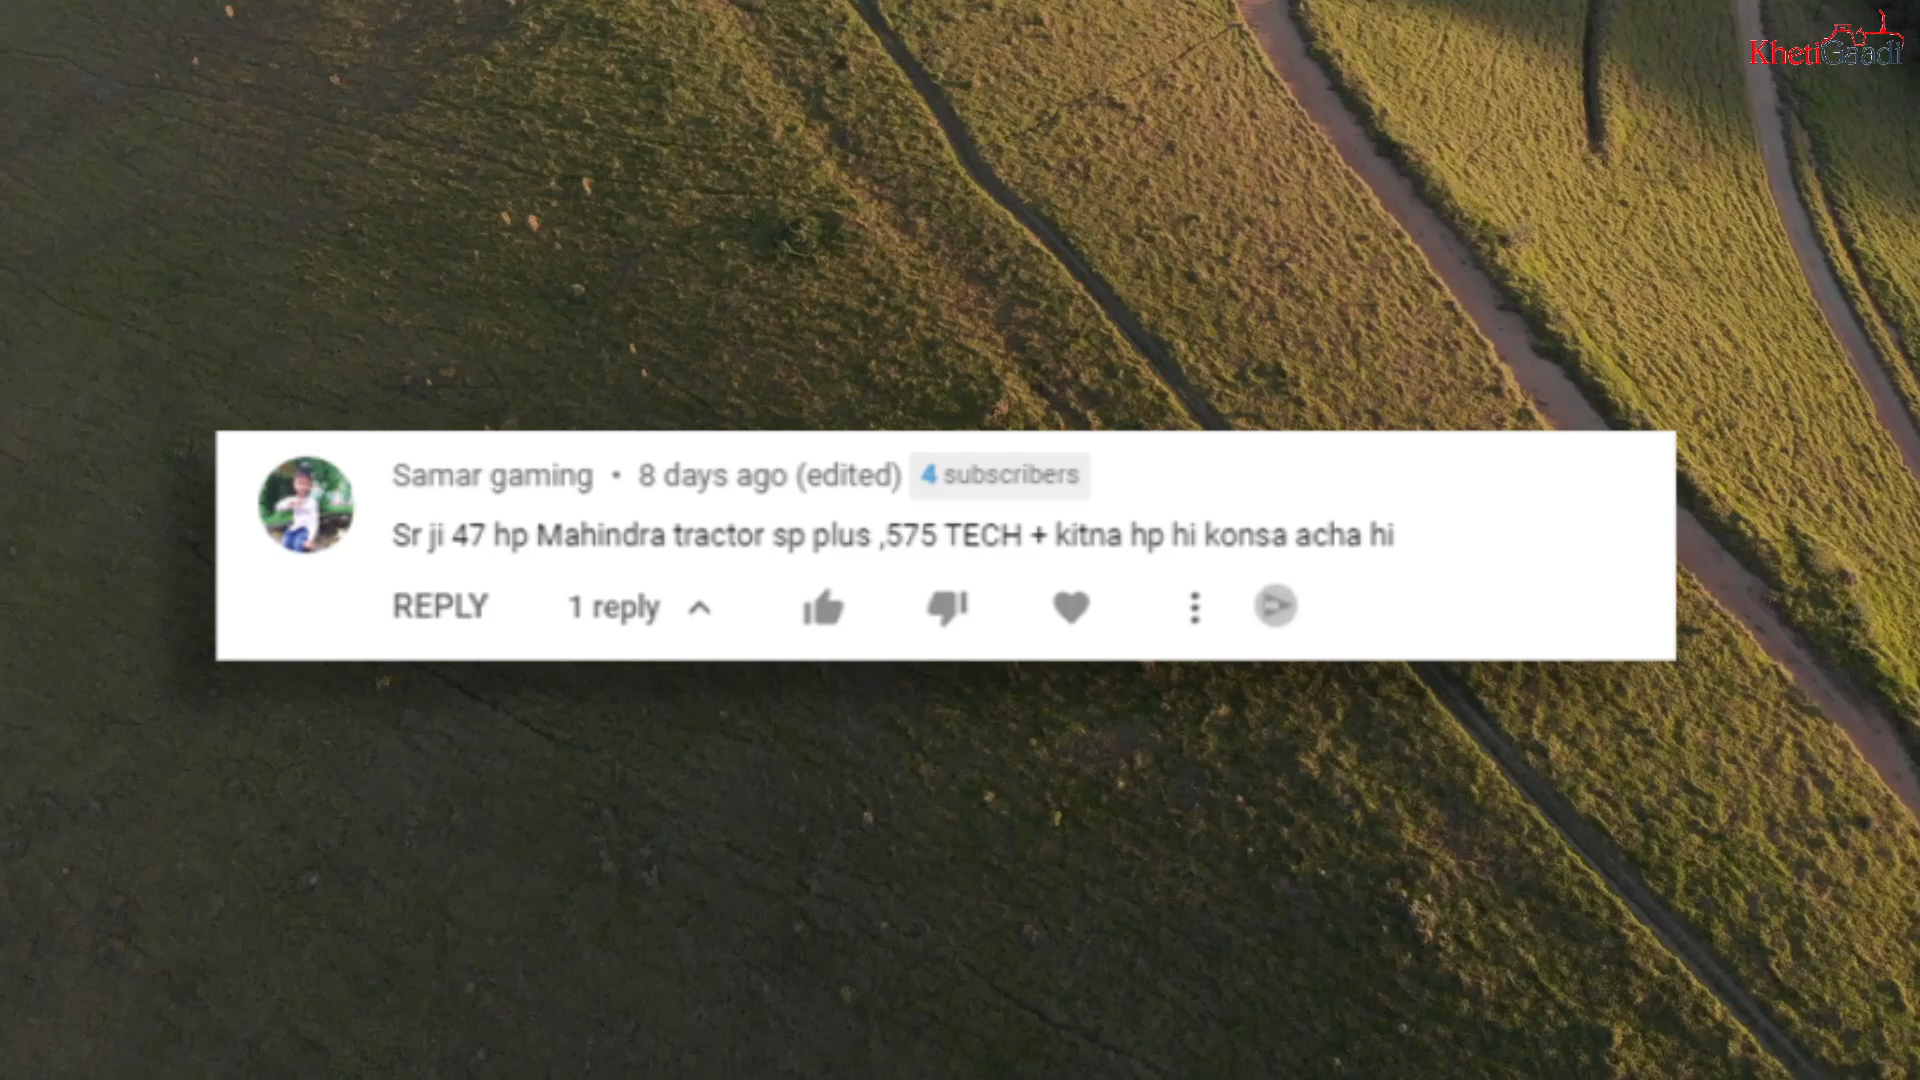 KhetiGaadi
Samar gaming • 8 days ago (edited) 4 subscribers
Sr ji 47 hp Mahindra tractor sp plus ,575 TECH + kitna hp hi konsa acha hi
REPLY 1 reply